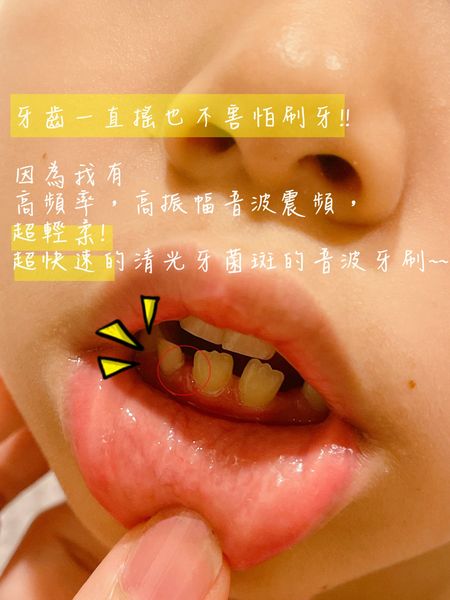 牙齒一直搖也不害怕刷牙!!
因為我有
高頻率，高振幅音波震頻，
超輕柔!
超快速的清光牙菌斑的音波牙刷~~